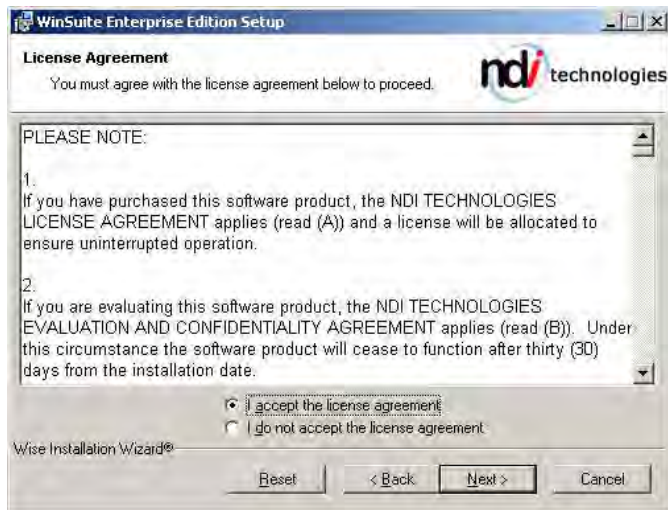 WinSuite Enterprise Edition Setup
License Agreement
You must agree with the license agreement below to proceed.
ndi technologies
PLEASE NOTE:
1.
If you have purchased this software product, the NDI TECHNOLOGIES
LICENSE AGREEMENT applies (read (A)) and a license will be allocated to
ensure uninterrupted operation.
2.
If you are evaluating this software product, the NDI TECHNOLOGIES
EVALUATION AND CONFIDENTIALITY AGREEMENT applies (read (B)).  Under
this circumstance the software product will cease to function after thirty (30)
days from the installation date.
I accept the license agreement
I do not accept the license agreement
Wise Installation Wizard®
Reset
< Back
Next >
Cancel